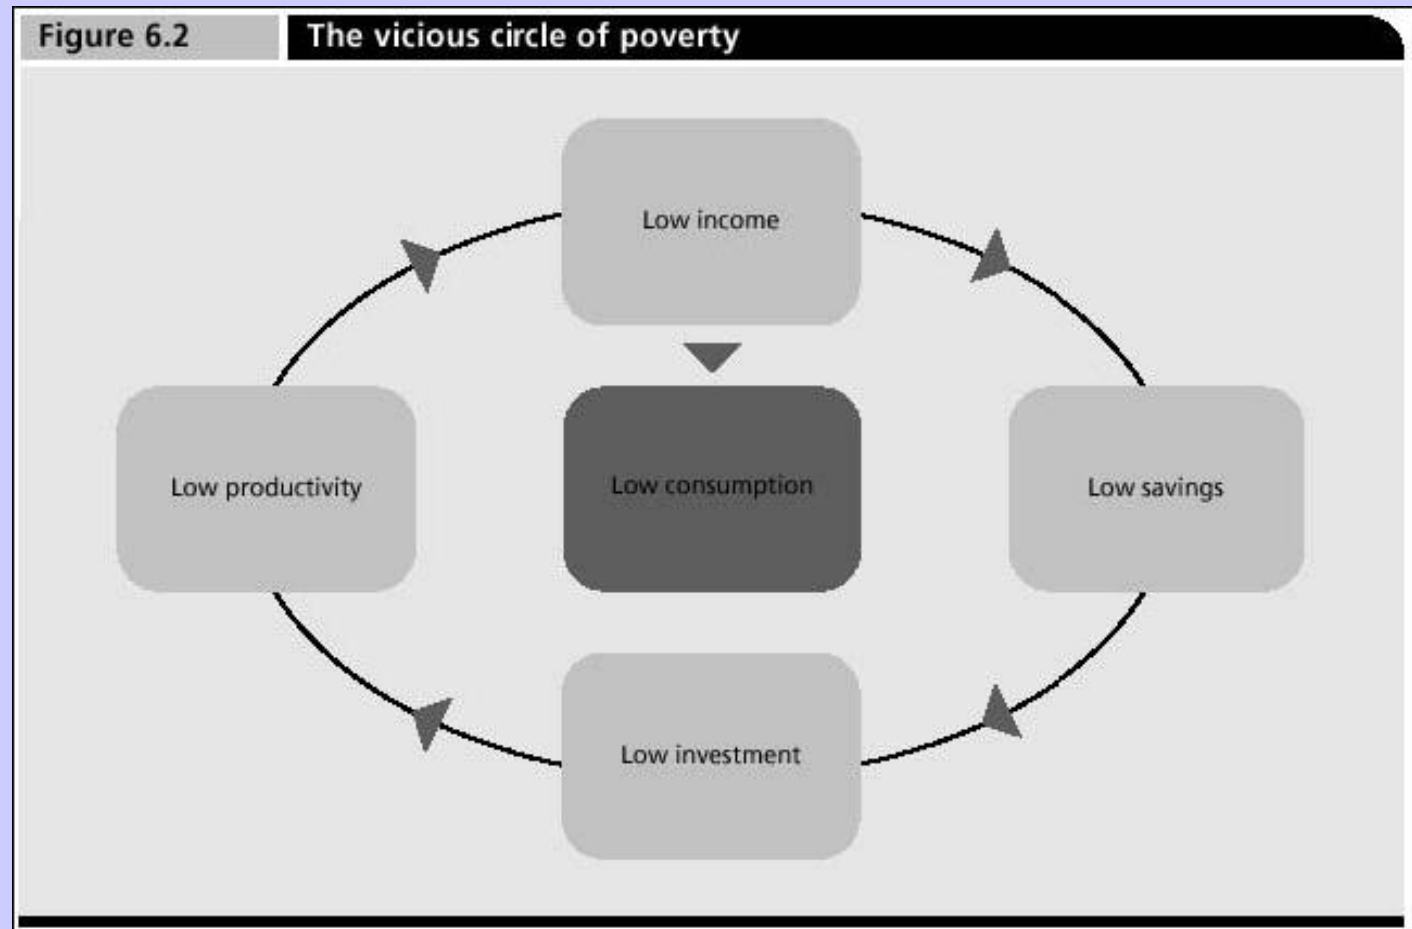 Figure 6.2
The vicious circle of poverty
Low income
Low productivity
Low consumption
Low savings
Low investment